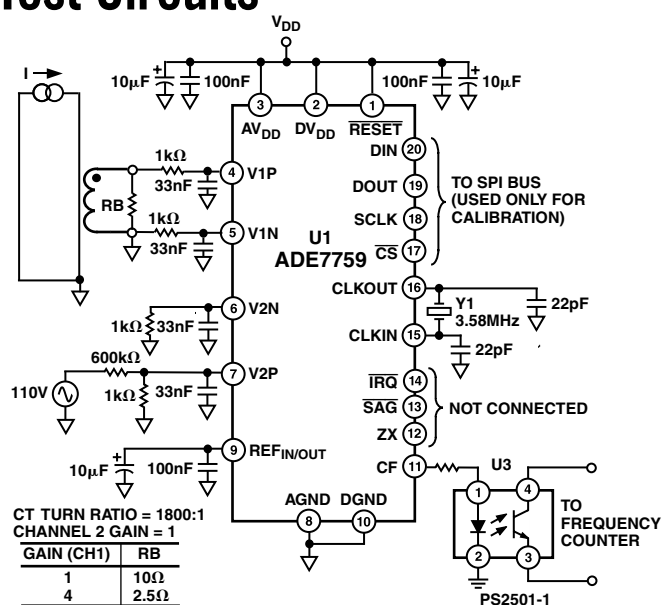 Test Circuits
VDD
I
10µF
100nF
100nF
10µF
3
2
1
AVDD
DVDD
RESET
DIN
20
DOUT
19
SCLK
18
CS
17
TO SPI BUS
(USED ONLY FOR
CALIBRATION)
1kΩ
4
V1P
33nF
RB
1kΩ
5
V1N
33nF
U1
ADE7759
CLKOUT
16
Y1
3.58MHz
22pF
6
V2N
1kΩ
33nF
CLKIN
15
22pF
600kΩ
7
V2P
110V
1kΩ
33nF
IRQ
14
SAG
13
ZX
12
NOT CONNECTED
9
REFIN/OUT
10µF
100nF
CF
11
U3
1
4
2
3
TO
FREQUENCY
COUNTER
PS2501-1
AGND
DGND
8
10
CT TURN RATIO = 1800:1
CHANNEL 2 GAIN = 1
GAIN (CH1) RB
1 10Ω
4 2.5Ω